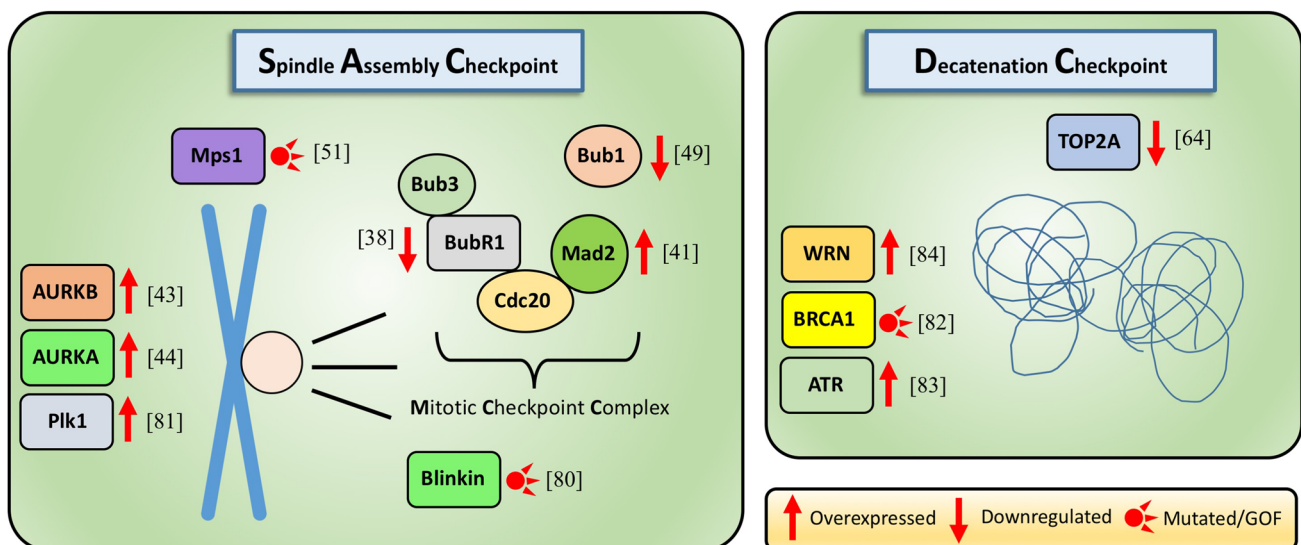 Spindle Assembly Checkpoint
Mps1 [51]
Bub1 [49]
Bub3
[38] BubR1
Mad2 [41]
Cdc20
AURKB [43]
AURKA [44]
Plk1 [81]
Mitotic Checkpoint Complex
Blinkin [80]
Decatenation Checkpoint
TOP2A [64]
WRN [84]
BRCA1 [82]
ATR [83]
Overexpressed Downregulated Mutated/GOF